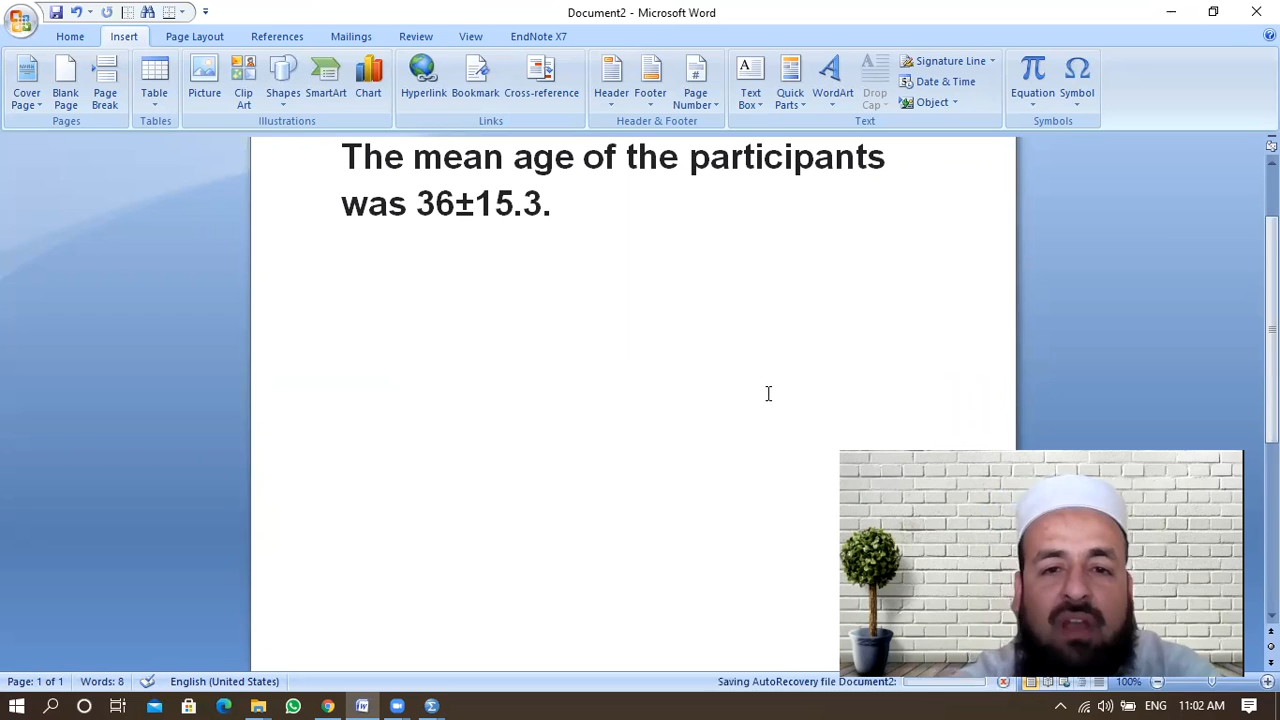 Document2 - Microsoft Word
Home Insert Page Layout References Mailings Review View EndNote X7
Cover Page Blank Page Page Break
Pages
Table
Tables
Picture Clip Art Shapes SmartArt Chart
Illustrations
Hyperlink Bookmark Cross-reference
Links
Header Footer Page Number
Header & Footer
Text Box Quick Parts WordArt Drop Cap
Signature Line
Date & Time
Object
Text
Equation Symbol
Symbols
The mean age of the participants
was 36±15.3.
Page: 1 of 1 Words: 8 English (United States) Saving AutoRecovery file Document2: 100%
ENG 11:02 AM